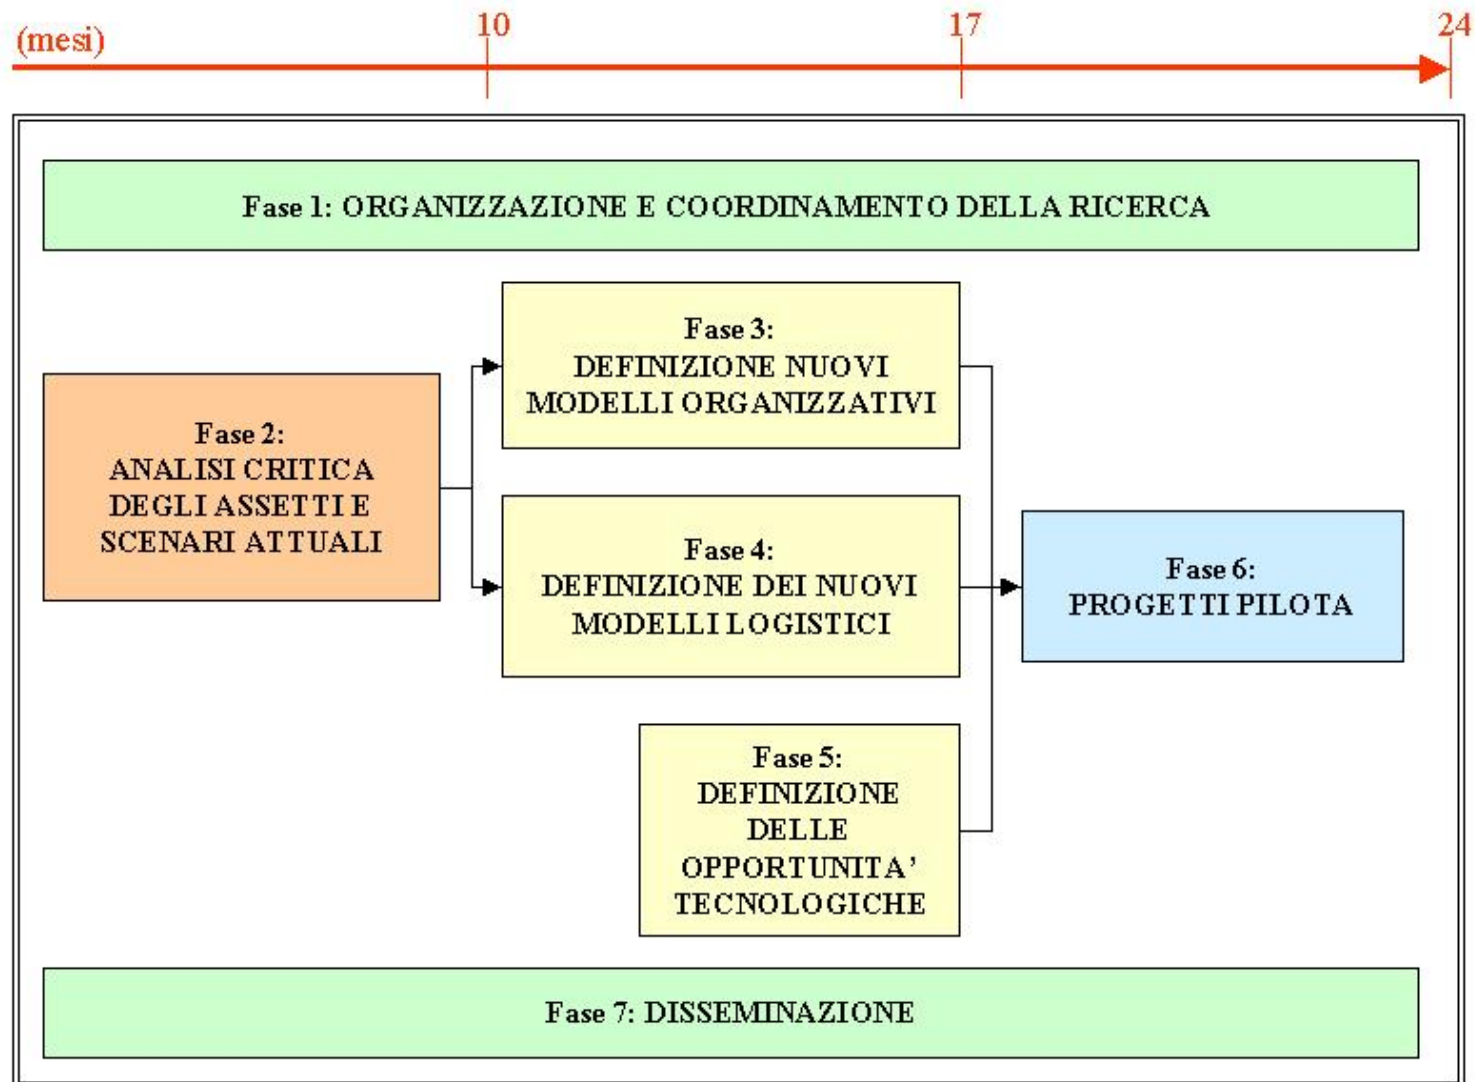 (mesi)
10
17
24
Fase 1: ORGANIZZAZIONE E COORDINAMENTO DELLA RICERCA
Fase 2:
ANALISI CRITICA
DEGLI ASSETTI E
SCENARI ATTUALI
Fase 3:
DEFINIZIONE NUOVI
MODELLI ORGANIZZATIVI
Fase 4:
DEFINIZIONE DEI NUOVI
MODELLI LOGISTICI
Fase 5:
DEFINIZIONE
DELLE
OPPORTUNITA’
TECNOLOGICHE
Fase 6:
PROGETTI PILOTA
Fase 7: DISSEMINAZIONE